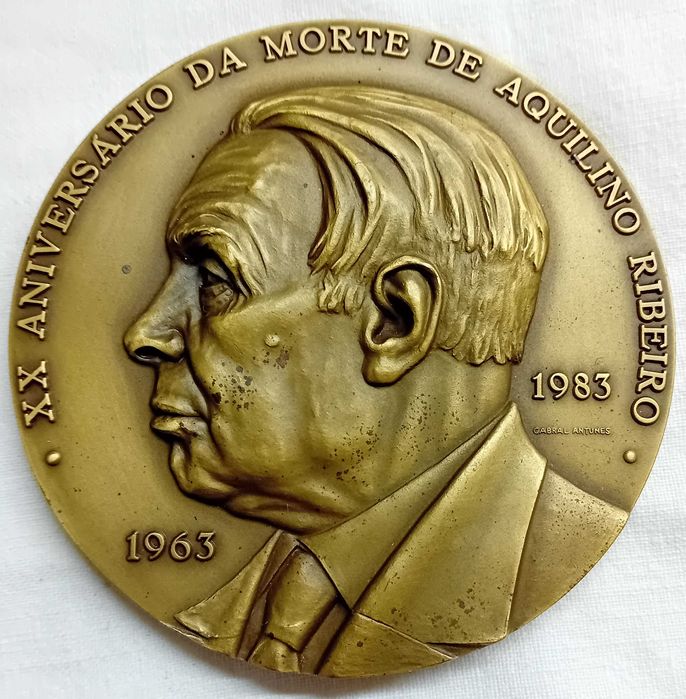 XX ANIVERSÁRIO DA MORTE DE AQUILINO RIBEIRO
1983
CABRAL ANTUNES
1963